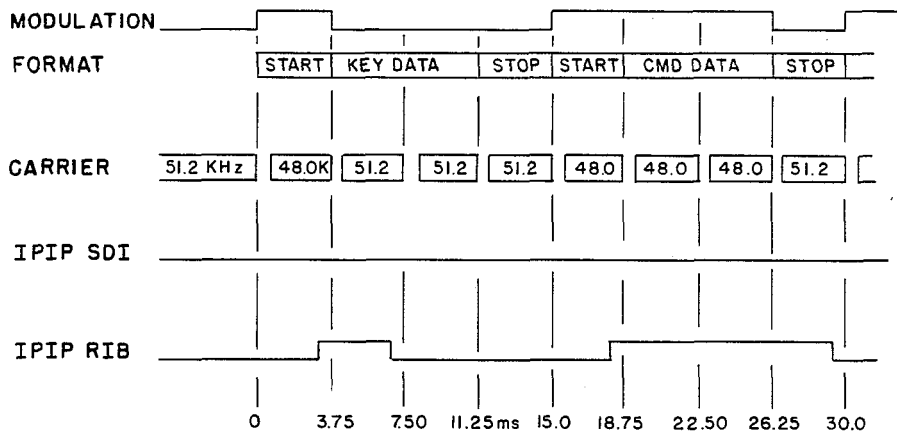 MODULATION
FORMAT START KEY DATA STOP START CMD DATA STOP
CARRIER 51.2 KHz 48.0K 51.2 51.2 51.2 48.0 48.0 48.0 51.2
IPIP SDI
IPIP RIB
0 3.75 7.50 11.25ms 15.0 18.75 22.50 26.25 30.0